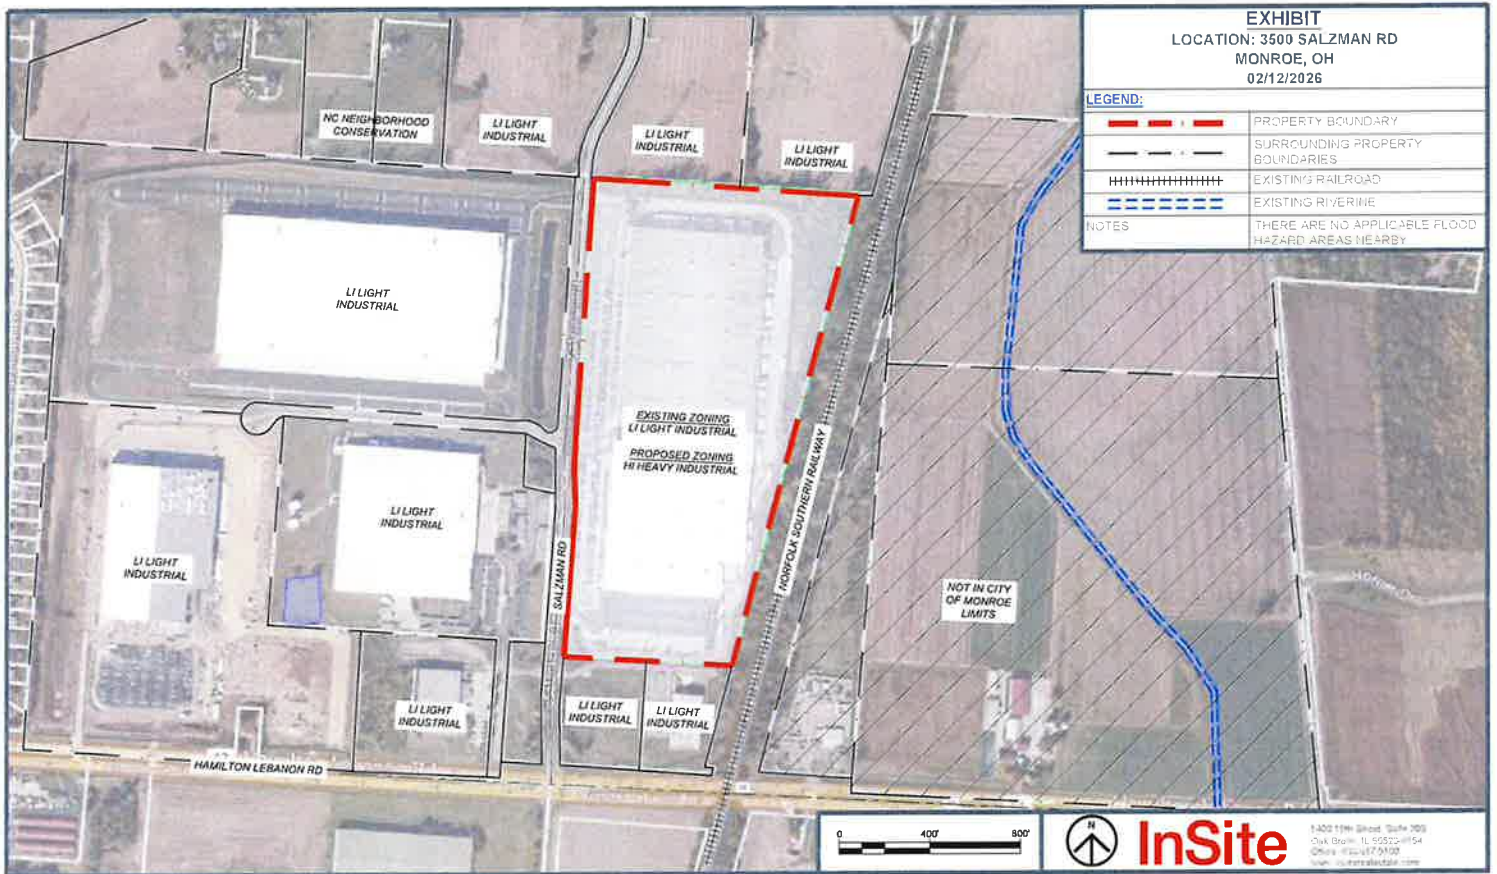 EXHIBIT
LOCATION: 3500 SALZMAN RD
MONROE, OH
02/12/2026
LEGEND:
PROPERTY BOUNDARY
SURROUNDING PROPERTY
BOUNDARIES
EXISTING RAILROAD
EXISTING RIVERINE
NOTES
THERE ARE NO APPLICABLE FLOOD
HAZARD AREAS NEARBY
NC NEIGHBORHOOD
CONSERVATION
LI LIGHT
INDUSTRIAL
LI LIGHT
INDUSTRIAL
LI LIGHT
INDUSTRIAL
LI LIGHT
INDUSTRIAL
EXISTING ZONING
LI LIGHT INDUSTRIAL
PROPOSED ZONING
HI HEAVY INDUSTRIAL
NORFOLK SOUTHERN RAILWAY
LI LIGHT
INDUSTRIAL
LI LIGHT
INDUSTRIAL
SALZMAN RD
NOT IN CITY
OF MONROE
LIMITS
LI LIGHT
INDUSTRIAL
LI LIGHT
INDUSTRIAL
LI LIGHT
INDUSTRIAL
HAMILTON LEBANON RD
0 400' 800'
N
InSite